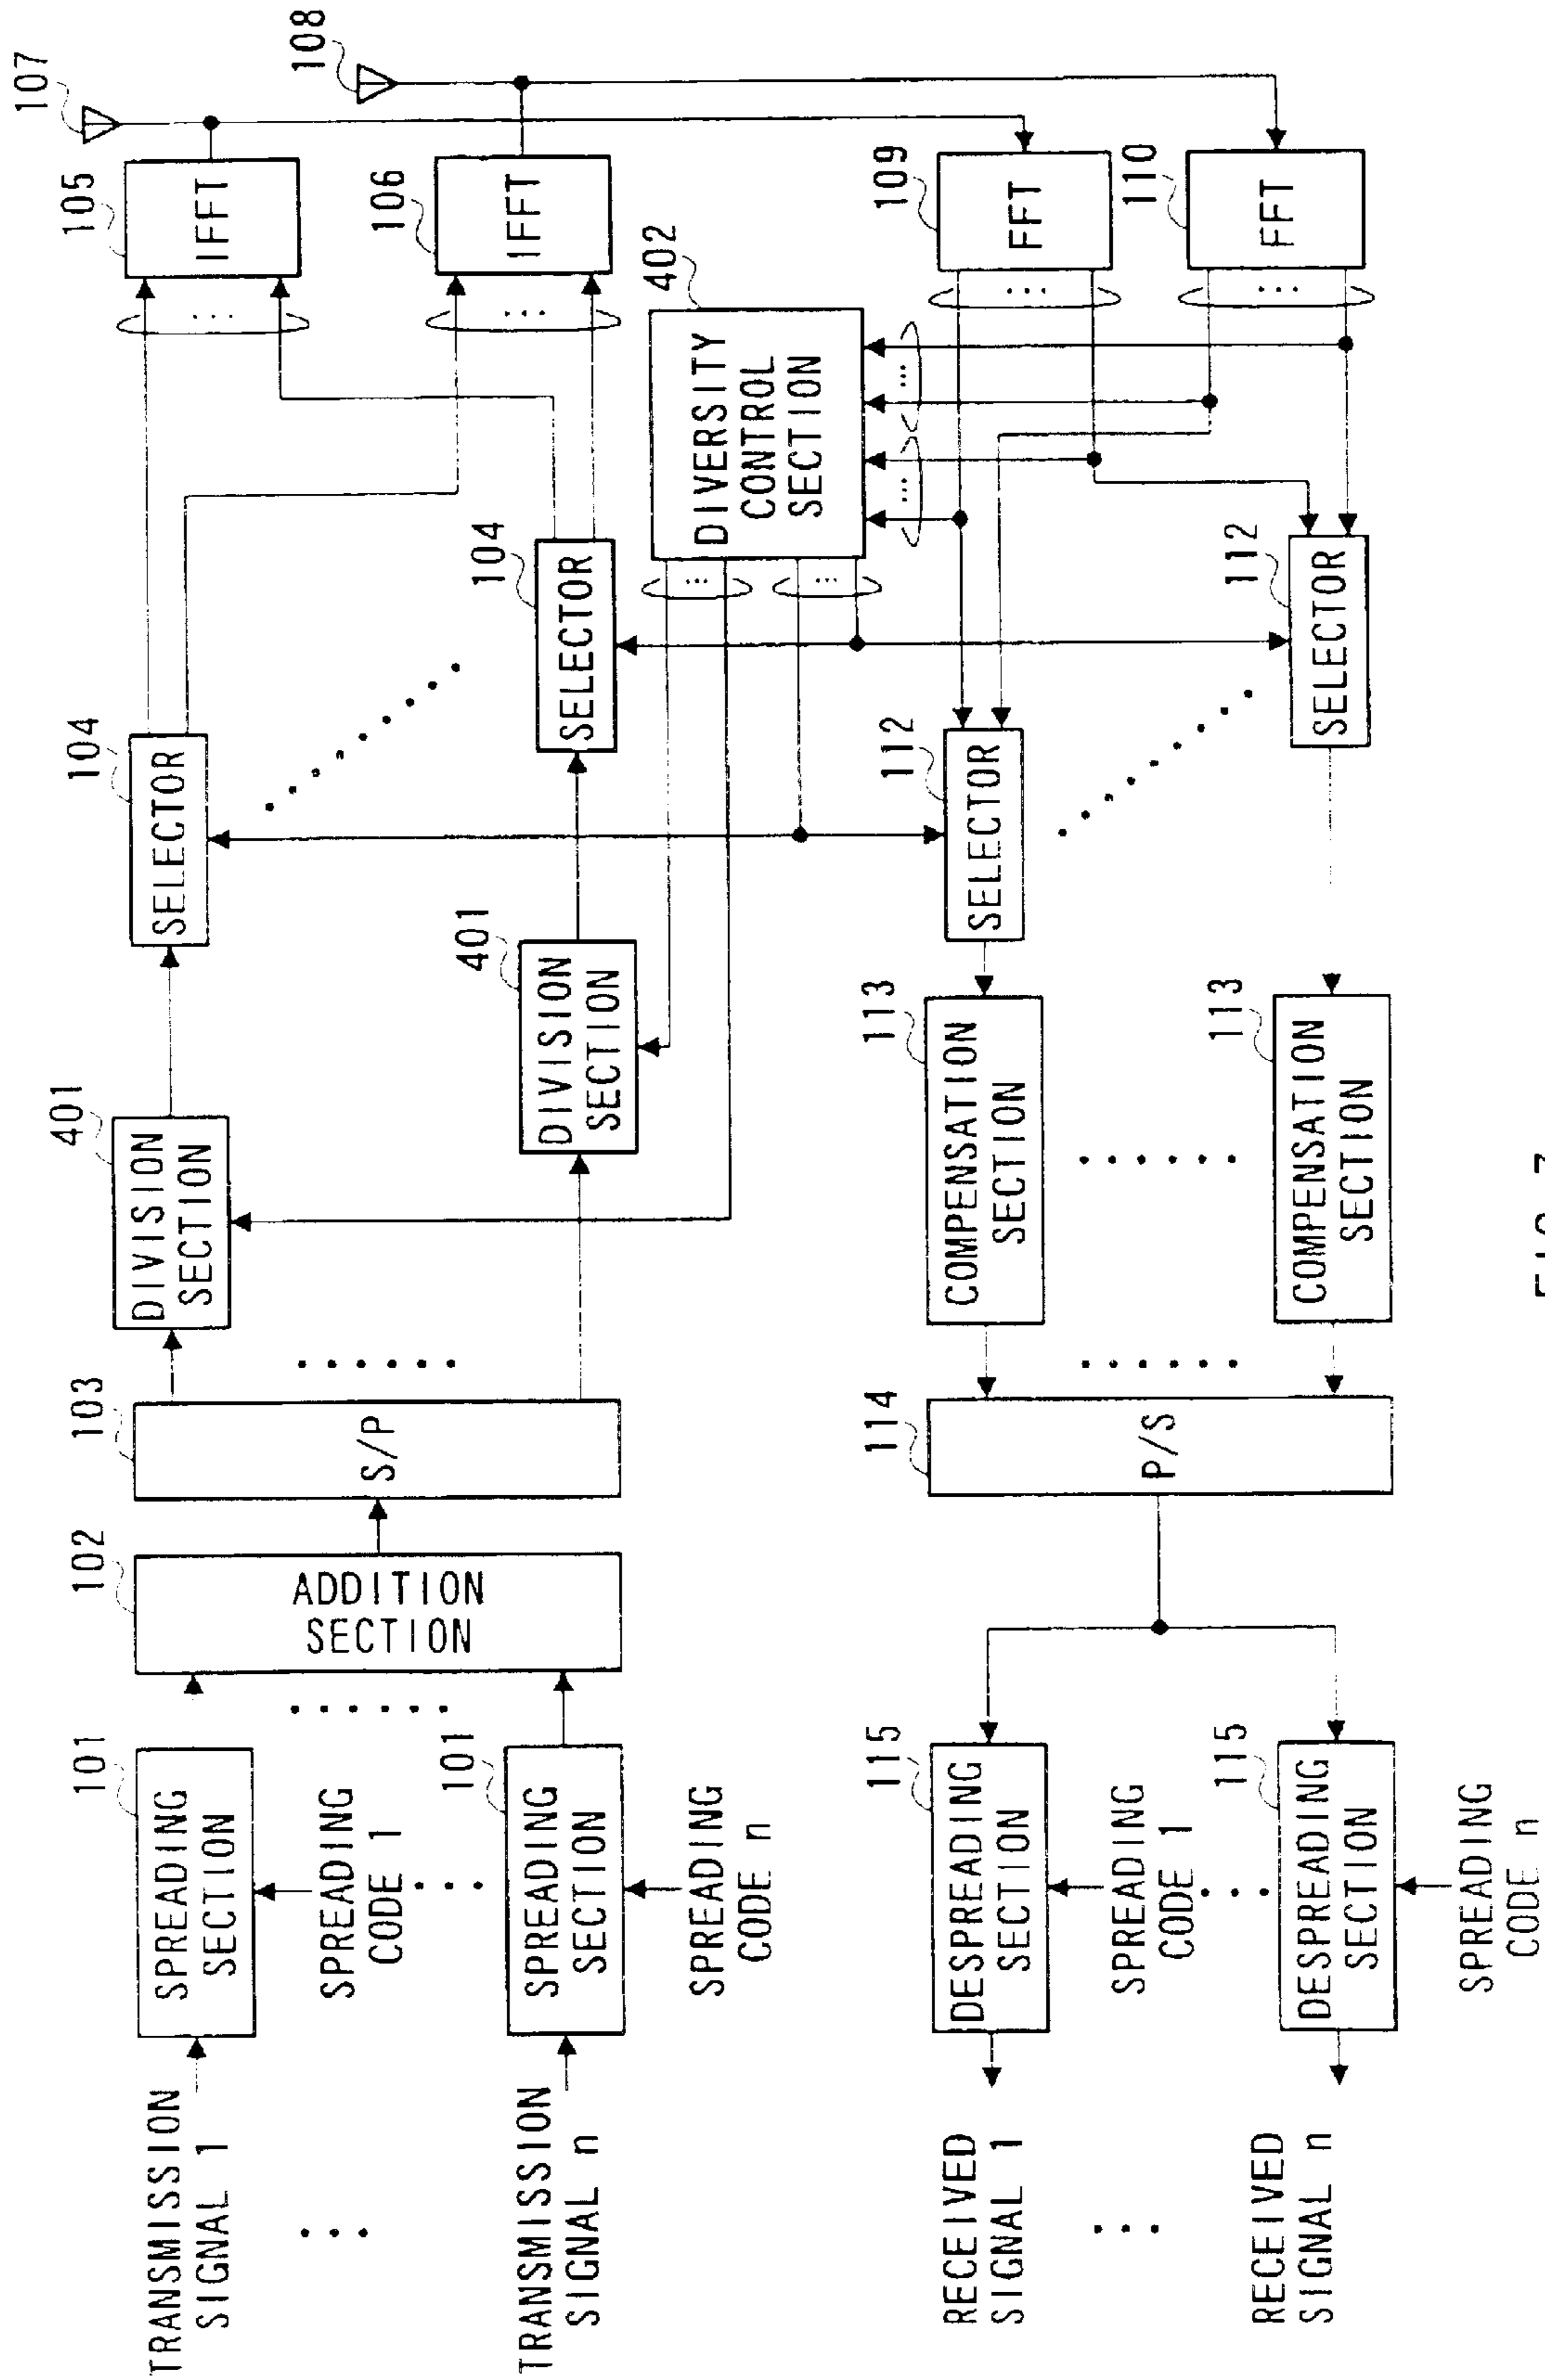 TRANSMISSION
SIGNAL 1
101
SPREADING
SECTION
SPREADING
CODE 1
TRANSMISSION
SIGNAL n
101
SPREADING
SECTION
SPREADING
CODE n
102
ADDITION
SECTION
103
S/P
401
DIVISION
SECTION
401
DIVISION
SECTION
104
SELECTOR
104
SELECTOR
105
IFFT
106
IFFT
107
108
402
DIVERSITY
CONTROL
SECTION
109
FFT
110
FFT
112
SELECTOR
112
SELECTOR
113
COMPENSATION
SECTION
113
COMPENSATION
SECTION
114
P/S
115
DESPREADING
SECTION
SPREADING
CODE 1
115
DESPREADING
SECTION
SPREADING
CODE n
RECEIVED
SIGNAL 1
RECEIVED
SIGNAL n